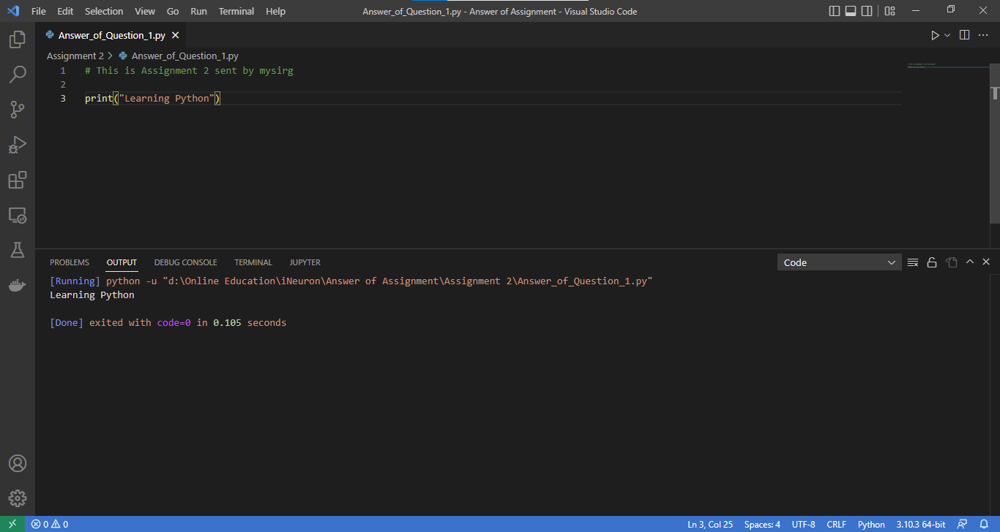 File Edit Selection View Go Run Terminal Help
Answer_of_Question_1.py - Answer of Assignment - Visual Studio Code
Answer_of_Question_1.py
Assignment 2 > Answer_of_Question_1.py
1 # This is Assignment 2 sent by mysirg
2
3 print("Learning Python")
PROBLEMS OUTPUT DEBUG CONSOLE TERMINAL JUPYTER
Code
[Running] python -u "d:\Online Education\iNeuron\Answer of Assignment\Assignment 2\Answer_of_Question_1.py"
Learning Python
[Done] exited with code=0 in 0.105 seconds
0 0 Ln 3, Col 25 Spaces: 4 UTF-8 CRLF Python 3.10.3 64-bit